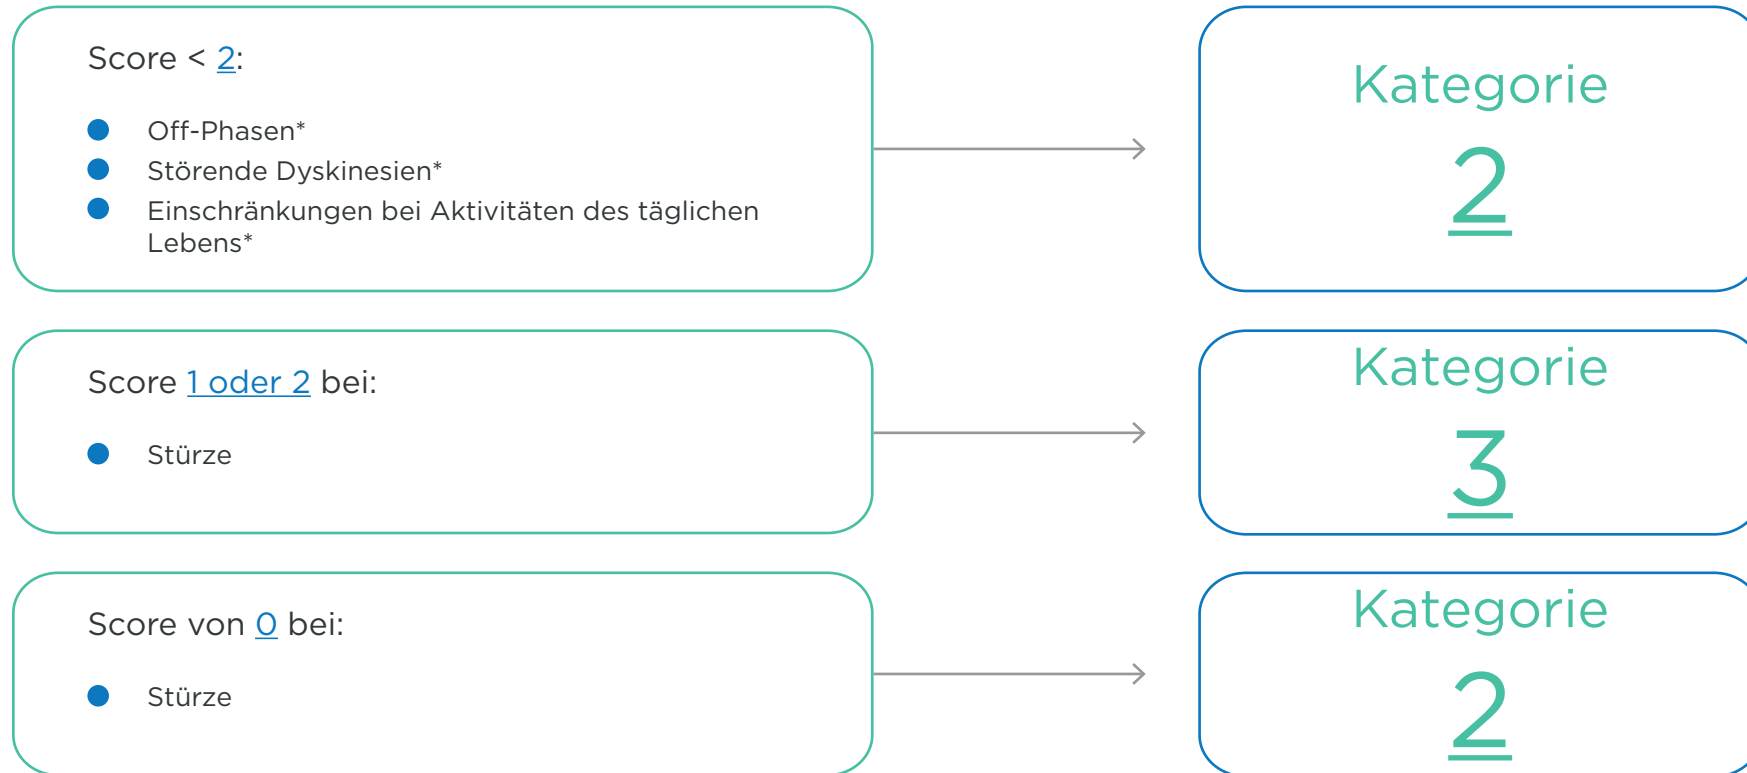 Score < 2:
Off-Phasen*
Störende Dyskinesien*
Einschränkungen bei Aktivitäten des täglichen
Lebens*
Kategorie
2
Score 1 oder 2 bei:
Stürze
Kategorie
3
Score von 0 bei:
Stürze
Kategorie
2